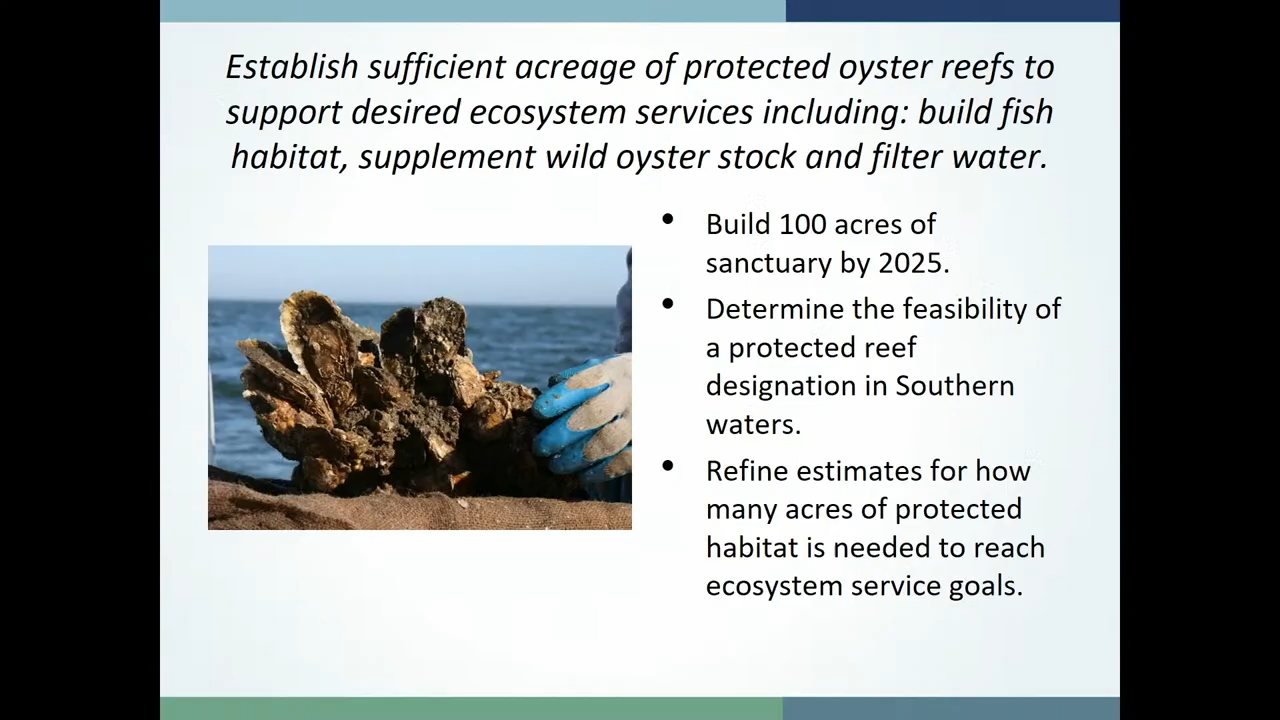 Establish sufficient acreage of protected oyster reefs to
support desired ecosystem services including: build fish
habitat, supplement wild oyster stock and filter water.
• Build 100 acres of
sanctuary by 2025.
• Determine the feasibility of
a protected reef
designation in Southern
waters.
• Refine estimates for how
many acres of protected
habitat is needed to reach
ecosystem service goals.